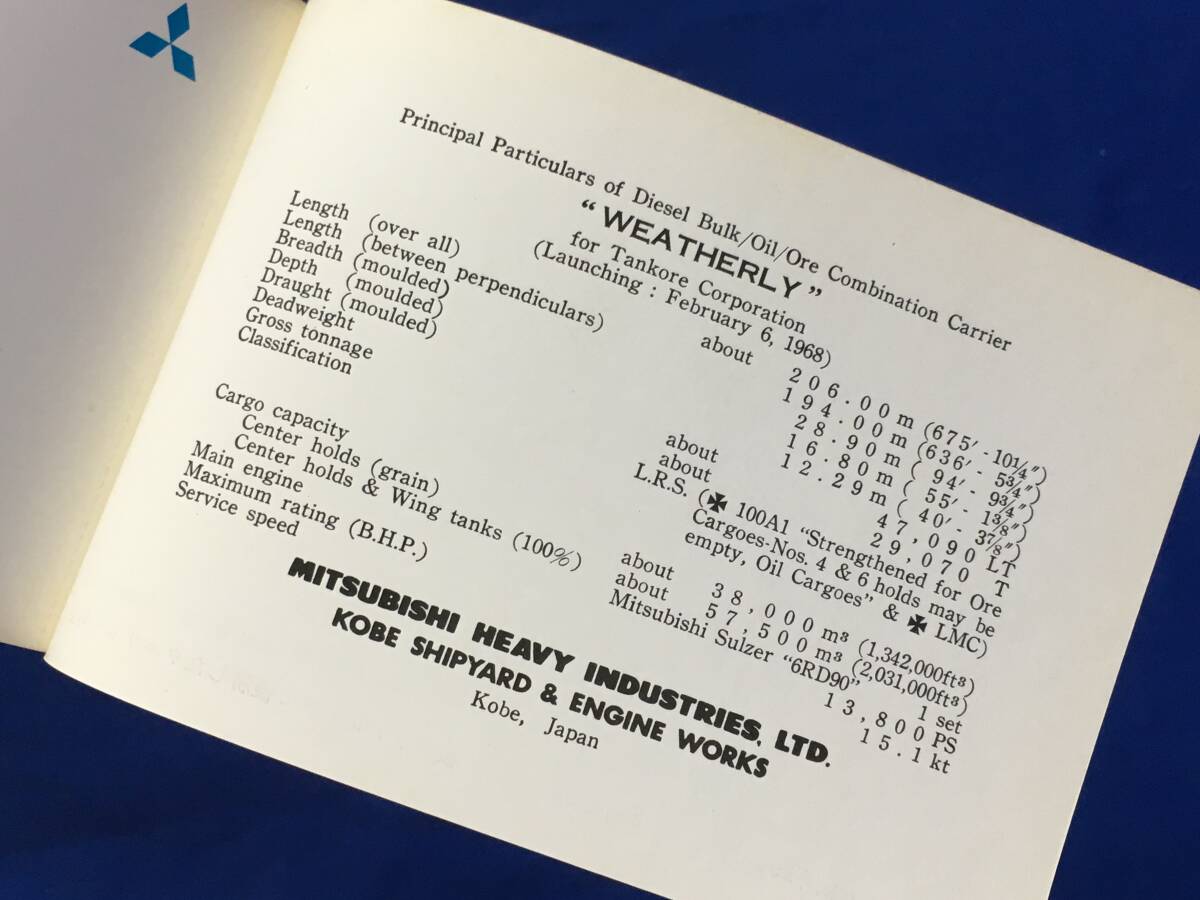 Principal Particulars of Diesel Bulk/Oil/Ore Combination Carrier
“WEATHERLY”
for Tankore Corporation
(Launching : February 6, 1968)
Length (over all) about 206.00m (675′-10¼″)
Length (between perpendiculars) 194.00m (636′- 5¾″)
Breadth (moulded) 28.90m ( 94′- 9¾″)
Depth (moulded) 16.80m ( 55′- 1⅜″)
Draught (moulded) 12.29m ( 40′- 3⅞″)
Deadweight about 47,090 LT
Gross tonnage about 29,070 T
Classification L.R.S. (✠ 100A1 “Strengthened for Ore
Cargoes-Nos. 4 & 6 holds may be
empty, Oil Cargoes” & ✠ LMC)
Cargo capacity
Center holds (grain) about 38,000m³ (1,342,000ft³)
Center holds & Wing tanks (100%) about 57,500m³ (2,031,000ft³)
Main engine Mitsubishi Sulzer “6RD90” 1 set
Maximum rating (B.H.P.) 13,800PS
Service speed 15.1kt
MITSUBISHI HEAVY INDUSTRIES, LTD.
KOBE SHIPYARD & ENGINE WORKS
Kobe, Japan